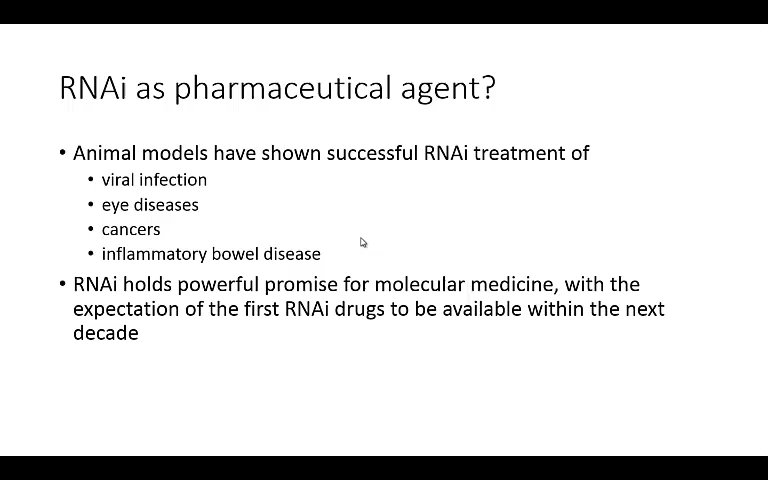 RNAi as pharmaceutical agent?
• Animal models have shown successful RNAi treatment of
• viral infection
• eye diseases
• cancers
• inflammatory bowel disease
• RNAi holds powerful promise for molecular medicine, with the
expectation of the first RNAi drugs to be available within the next
decade